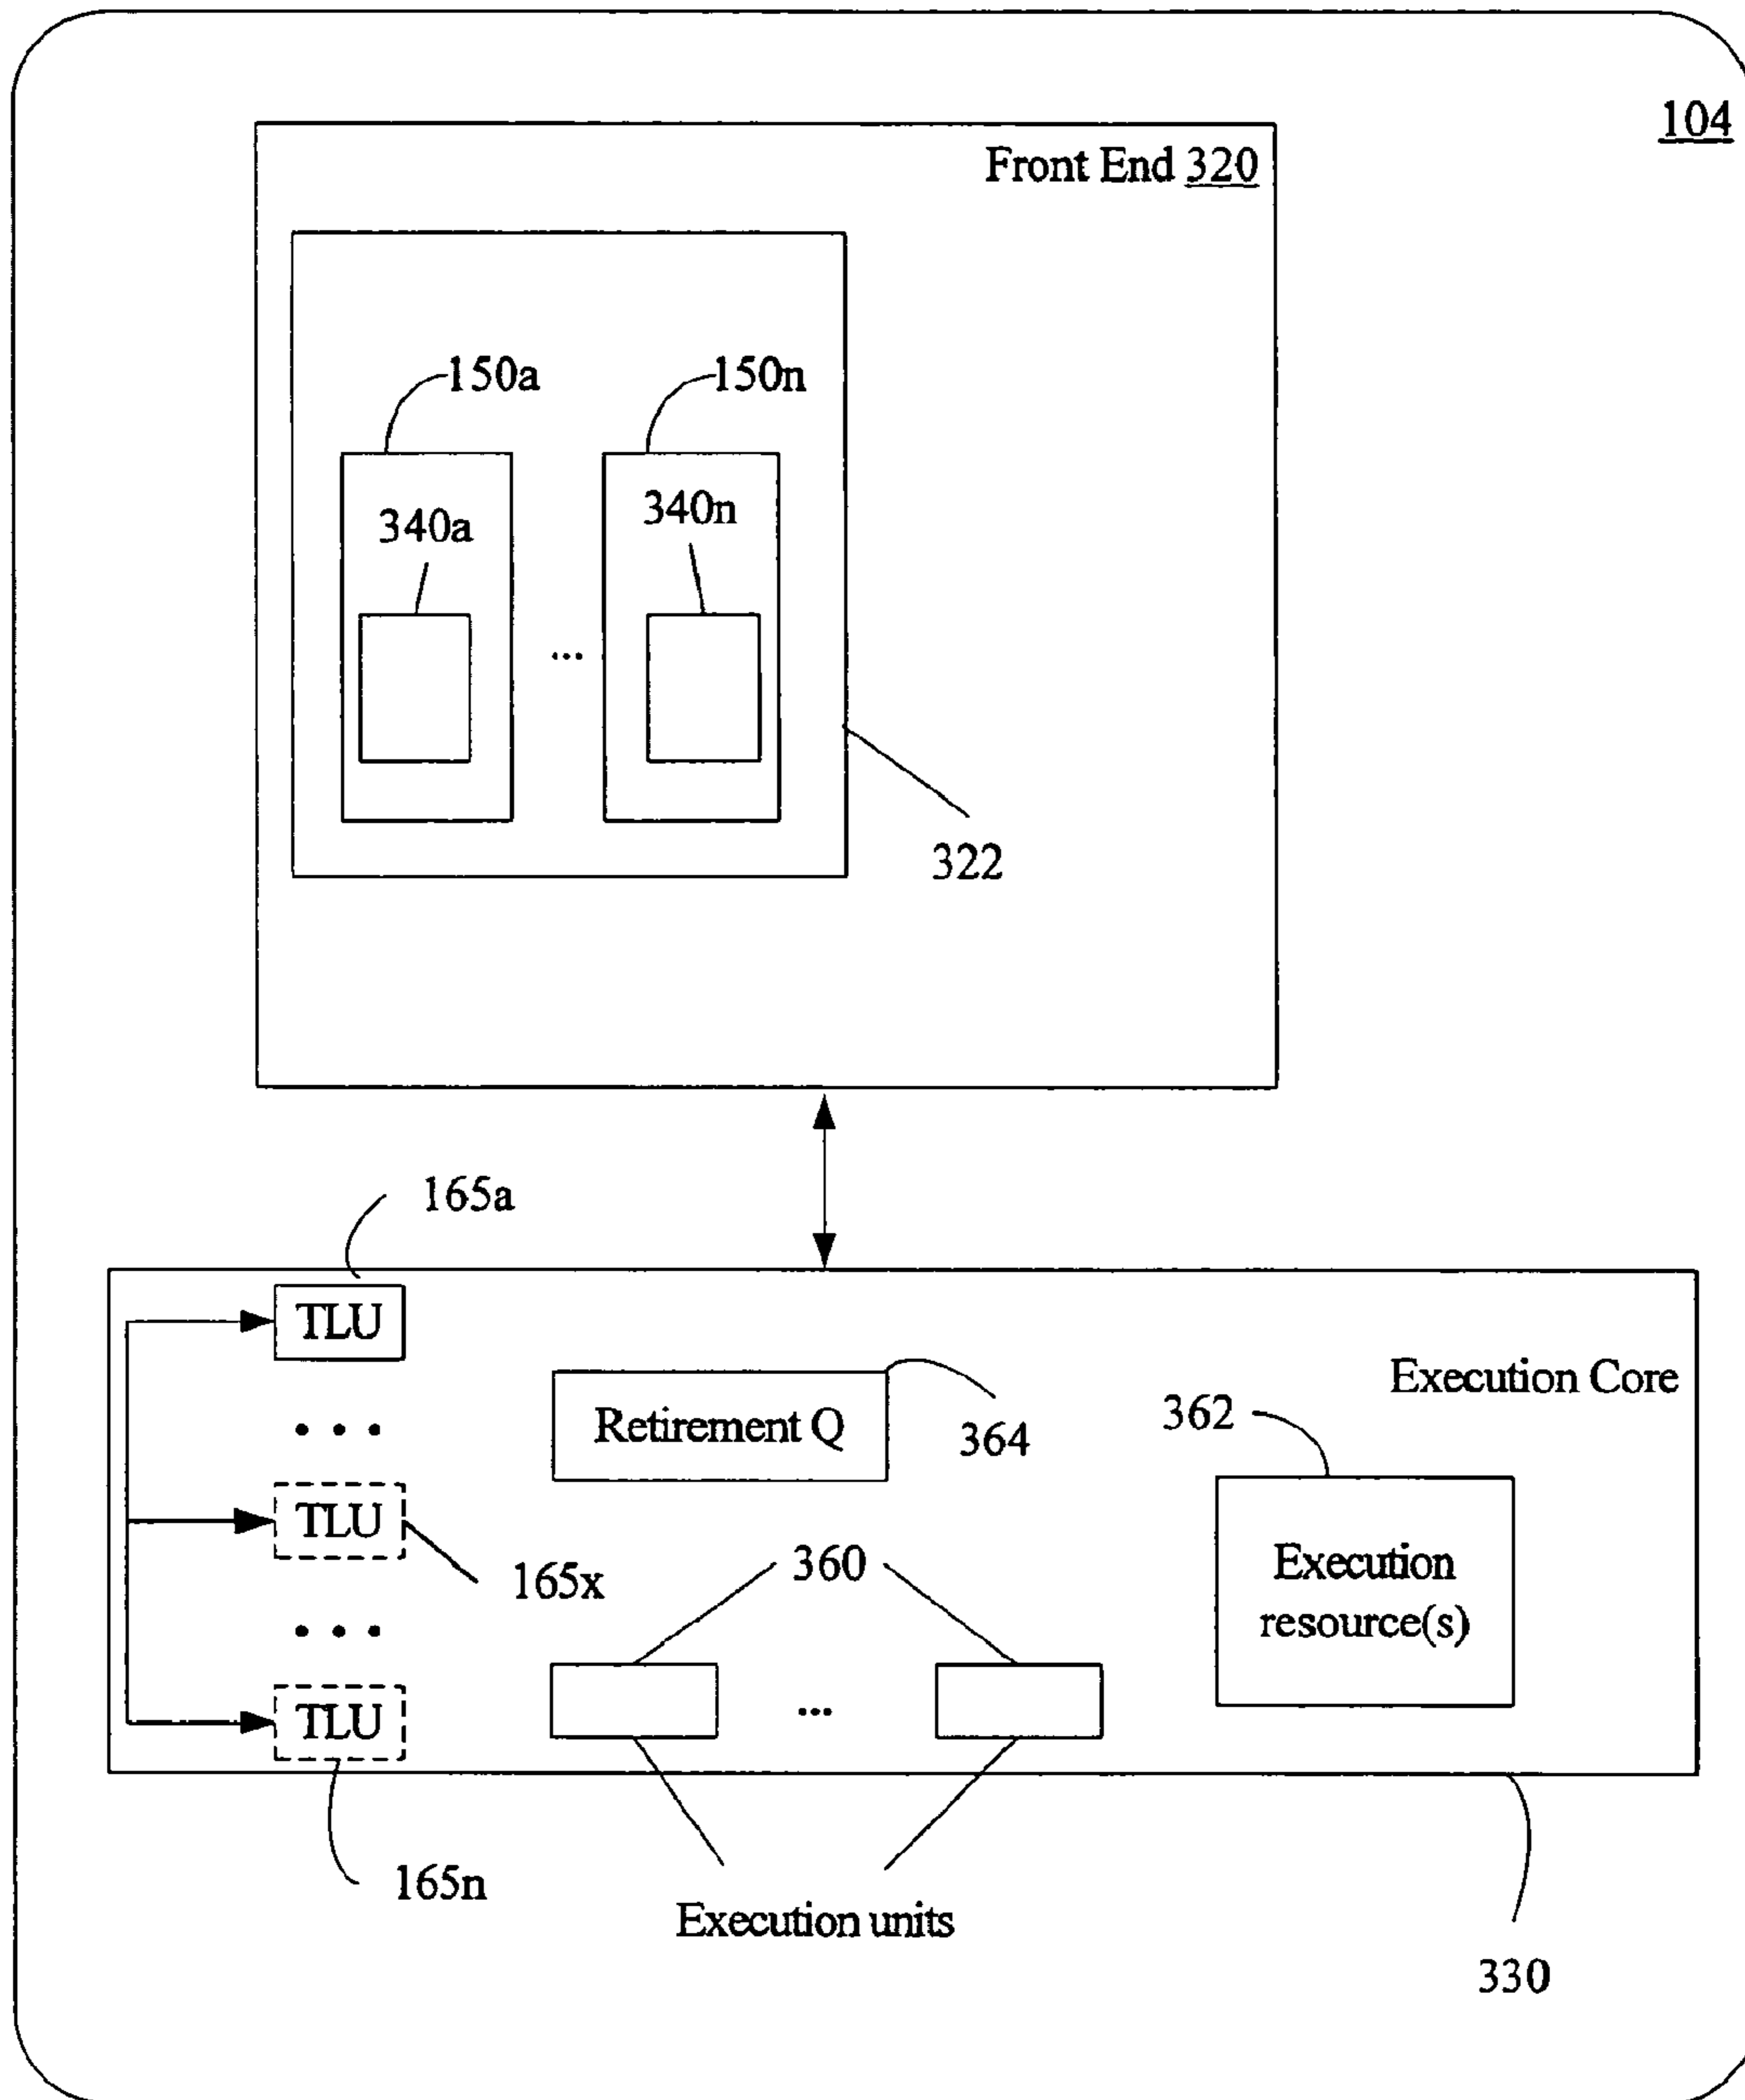 104
Front End 320
150a
150n
340a
340n
...
322
165a
TLU
Execution Core
362
Retirement Q
364
. . .
TLU
360
Execution
165x
resource(s)
. . .
TLU
...
165n
Execution units
330